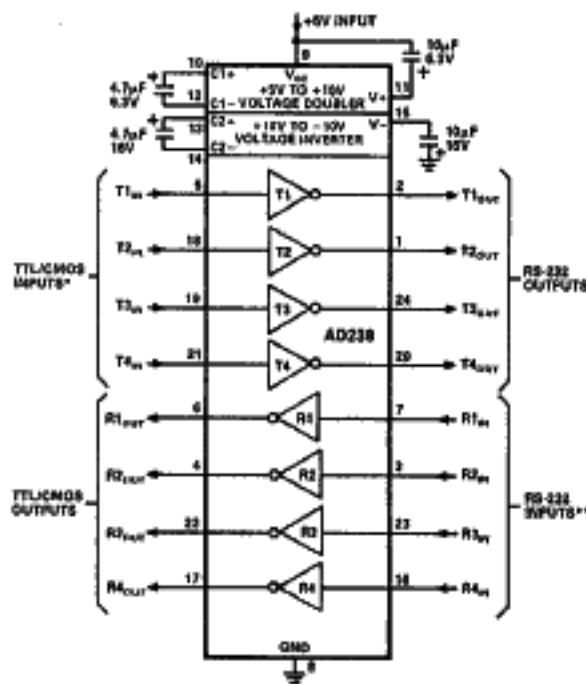 +5V INPUT
10 C1+
9
VCC
10μF
6.3V
4.7μF
6.3V
+5V TO +10V
VOLTAGE DOUBLER
V+ 11
12 C1−
C2+
4.7μF
16V
13
+10V TO −10V
VOLTAGE INVERTER
15
V−
10μF
16V
C2−
14
T1IN 5 T1 2 T1OUT
T2IN 18 T2 1 T2OUT
TTL/CMOS
INPUTS*
RS-232
OUTPUTS
T3IN 19 T3 24 T3OUT
AD238
T4IN 21 T4 20 T4OUT
R1OUT 6 R1 7 R1IN
R2OUT 4 R2 3 R2IN
TTL/CMOS
OUTPUTS
RS-232
INPUTS**
R3OUT 22 R3 23 R3IN
R4OUT 17 R4 16 R4IN
GND
8